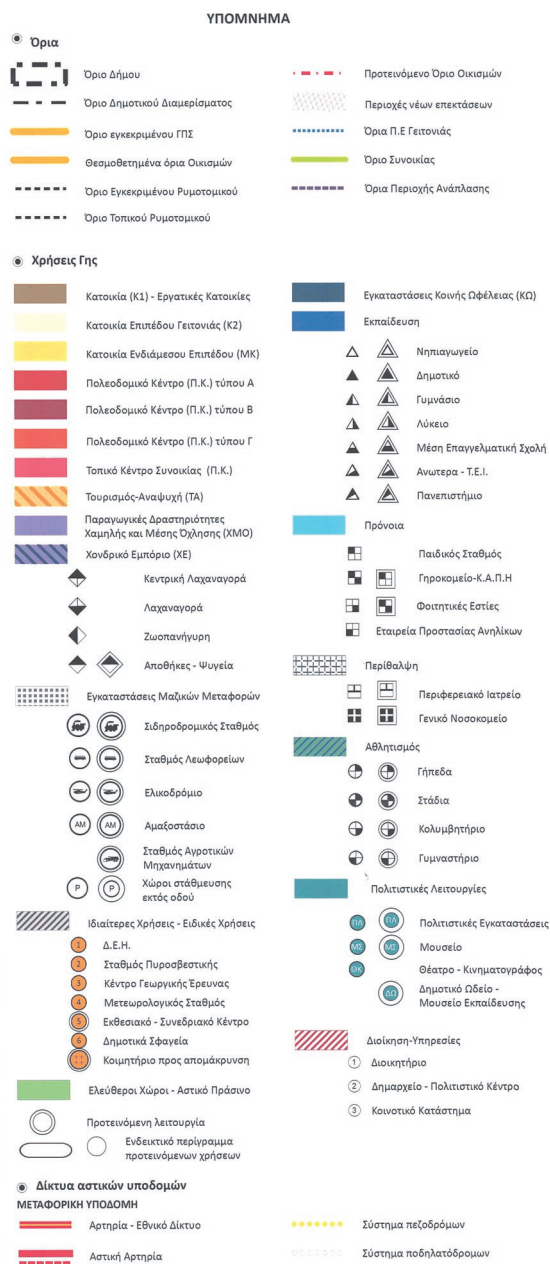 ΥΠΟΜΝΗΜΑ
Όρια
Όριο Δήμου
Όριο Δημοτικού Διαμερίσματος
Όριο εγκεκριμένου ΓΠΣ
Θεσμοθετημένα όρια Οικισμών
Όριο Εγκεκριμένου Ρυμοτομικού
Όριο Τοπικού Ρυμοτομικού
Προτεινόμενο Όριο Οικισμών
Περιοχές νέων επεκτάσεων
Όρια Π.Ε Γειτονιάς
Όριο Συνοικίας
Όρια Περιοχής Ανάπλασης
Χρήσεις Γης
Κατοικία (Κ1) - Εργατικές Κατοικίες
Κατοικία Επιπέδου Γειτονιάς (Κ2)
Κατοικία Ενδιάμεσου Επιπέδου (ΜΚ)
Πολεοδομικό Κέντρο (Π.Κ.) τύπου Α
Πολεοδομικό Κέντρο (Π.Κ.) τύπου Β
Πολεοδομικό Κέντρο (Π.Κ.) τύπου Γ
Τοπικό Κέντρο Συνοικίας (Π.Κ.)
Τουρισμός-Αναψυχή (ΤΑ)
Παραγωγικές Δραστηριότητες
Χαμηλής και Μέσης Όχλησης (ΧΜΟ)
Χονδρικό Εμπόριο (ΧΕ)
Κεντρική Λαχαναγορά
Λαχαναγορά
Ζωοπανήγυρη
Αποθήκες - Ψυγεία
Εγκαταστάσεις Μαζικών Μεταφορών
Σιδηροδρομικός Σταθμός
Σταθμός Λεωφορείων
Ελικοδρόμιο
ΑΜ ΑΜ Αμαξοστάσιο
Σταθμός Αγροτικών
Μηχανημάτων
P P Χώροι στάθμευσης
εκτός οδού
Ιδιαίτερες Χρήσεις - Ειδικές Χρήσεις
1 Δ.Ε.Η.
2 Σταθμός Πυροσβεστικής
3 Κέντρο Γεωργικής Έρευνας
4 Μετεωρολογικός Σταθμός
5 Εκθεσιακό - Συνεδριακό Κέντρο
6 Δημοτικά Σφαγεία
Κοιμητήριο προς απομάκρυνση
Ελεύθεροι Χώροι - Αστικό Πράσινο
Προτεινόμενη λειτουργία
Ενδεικτικό περίγραμμα
προτεινόμενων χρήσεων
Εγκαταστάσεις Κοινής Ωφέλειας (ΚΩ)
Εκπαίδευση
Νηπιαγωγείο
Δημοτικό
Γυμνάσιο
Λύκειο
Μέση Επαγγελματική Σχολή
Ανωτερα - Τ.Ε.Ι.
Πανεπιστήμιο
Πρόνοια
Παιδικός Σταθμός
Γηροκομείο-Κ.Α.Π.Η
Φοιτητικές Εστίες
Εταιρεία Προστασίας Ανηλίκων
Περίθαλψη
Περιφερειακό Ιατρείο
Γενικό Νοσοκομείο
Αθλητισμός
Γήπεδα
Στάδια
Κολυμβητήριο
Γυμναστήριο
Πολιτιστικές Λειτουργίες
ΠΛ ΠΛ Πολιτιστικές Εγκαταστάσεις
ΜΣ ΜΣ Μουσείο
ΘΚ Θέατρο - Κινηματογράφος
ΔΩ Δημοτικό Ωδείο -
Μουσείο Εκπαίδευσης
Διοίκηση-Υπηρεσίες
1 Διοικητήριο
2 Δημαρχείο - Πολιτιστικό Κέντρο
3 Κοινοτικό Κατάστημα
Δίκτυα αστικών υποδομών
ΜΕΤΑΦΟΡΙΚΗ ΥΠΟΔΟΜΗ
Αρτηρία - Εθνικό Δίκτυο
Αστική Αρτηρία
Σύστημα πεζοδρόμων
Σύστημα ποδηλατόδρομων